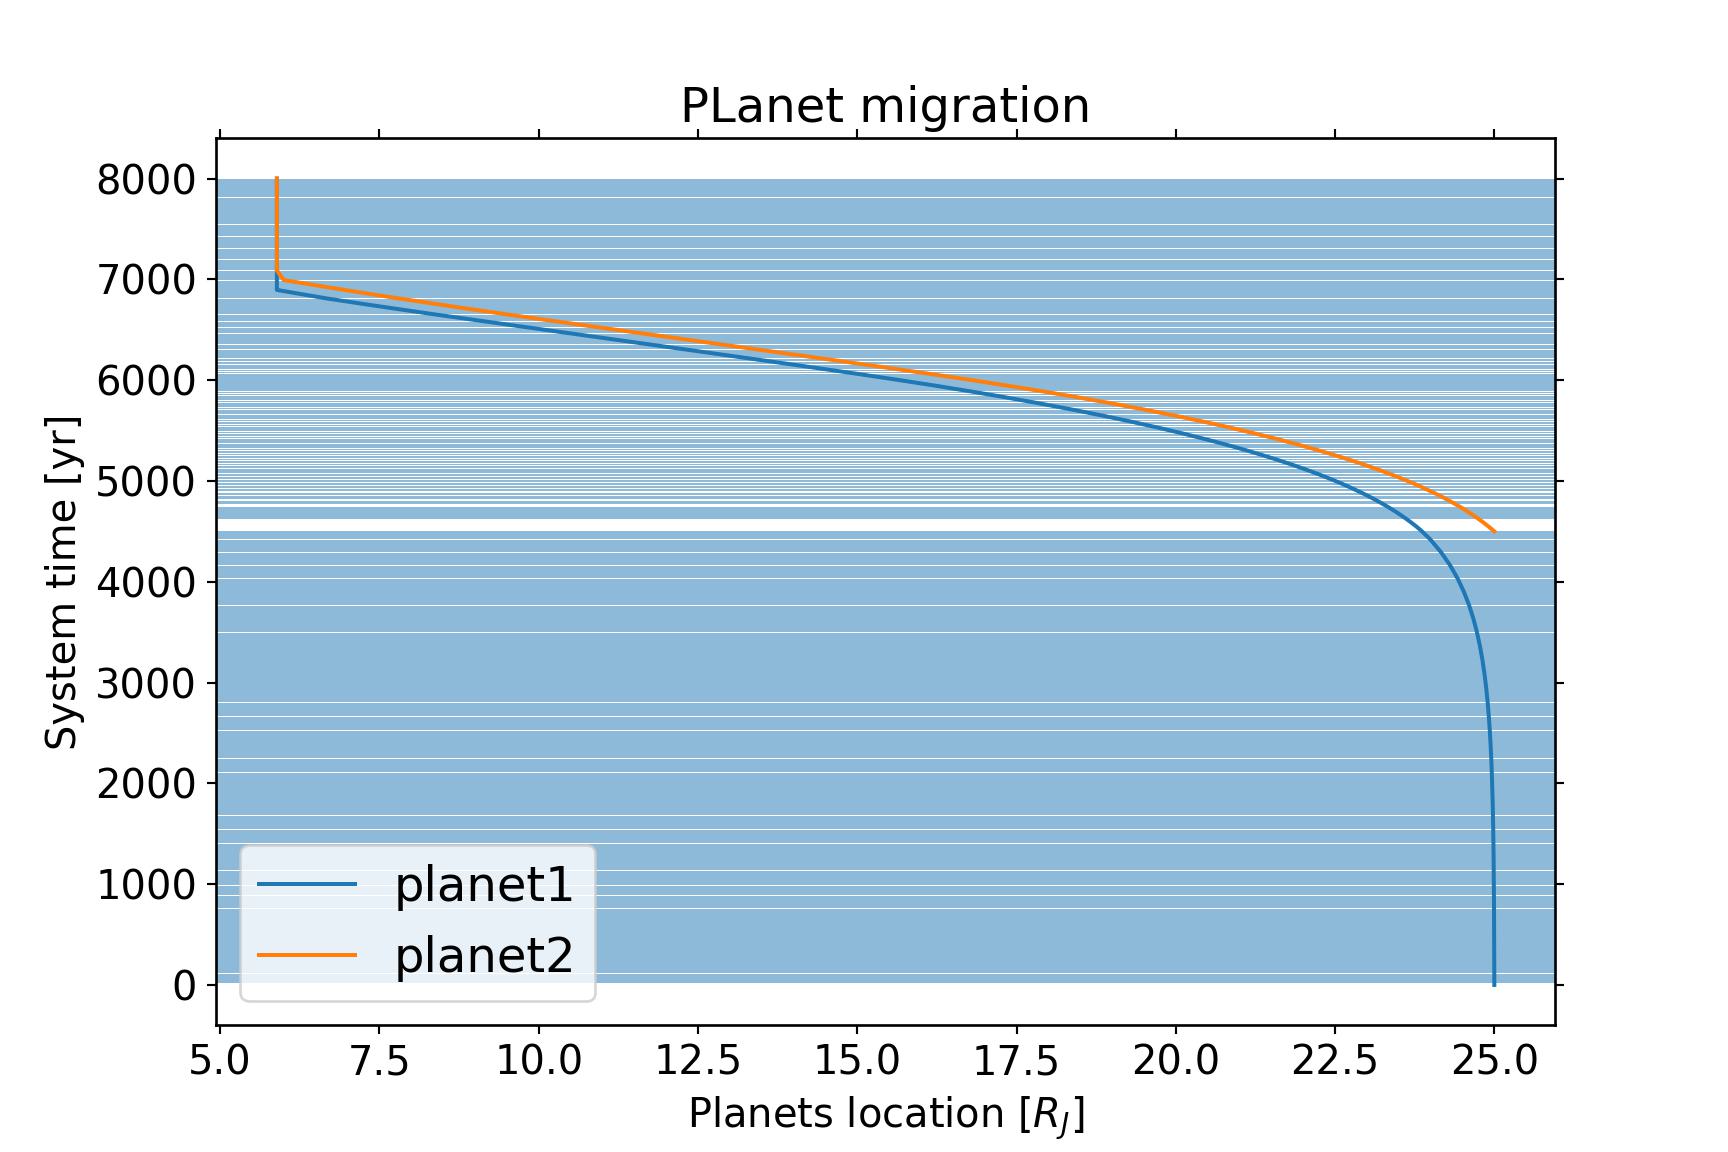 PLanet migration
8000
7000
6000
5000
4000
3000
2000
1000
0
System time [yr]
planet1
planet2
5.0 7.5 10.0 12.5 15.0 17.5 20.0 22.5 25.0
Planets location [R_J]